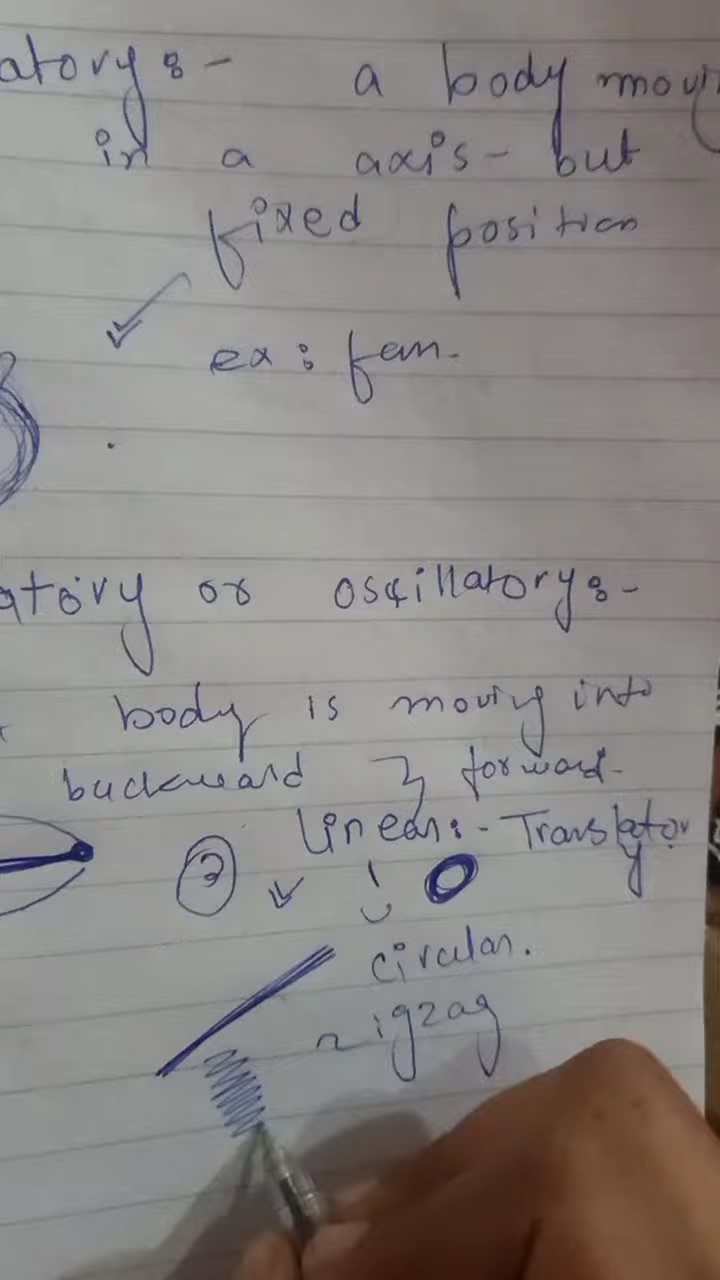 atory:- a body movi
in a axis- but
fixed position
ex: fan.
atory or oscillatory:-
body is moving into
backward & forward.
linear:- Translatory
circular.
zigzag